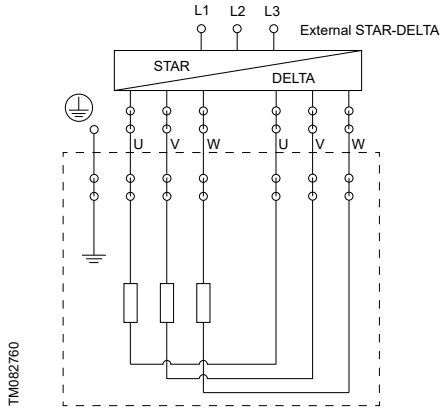 L1 L2 L3
External STAR-DELTA
STAR
DELTA
U V W U V W
TM082760